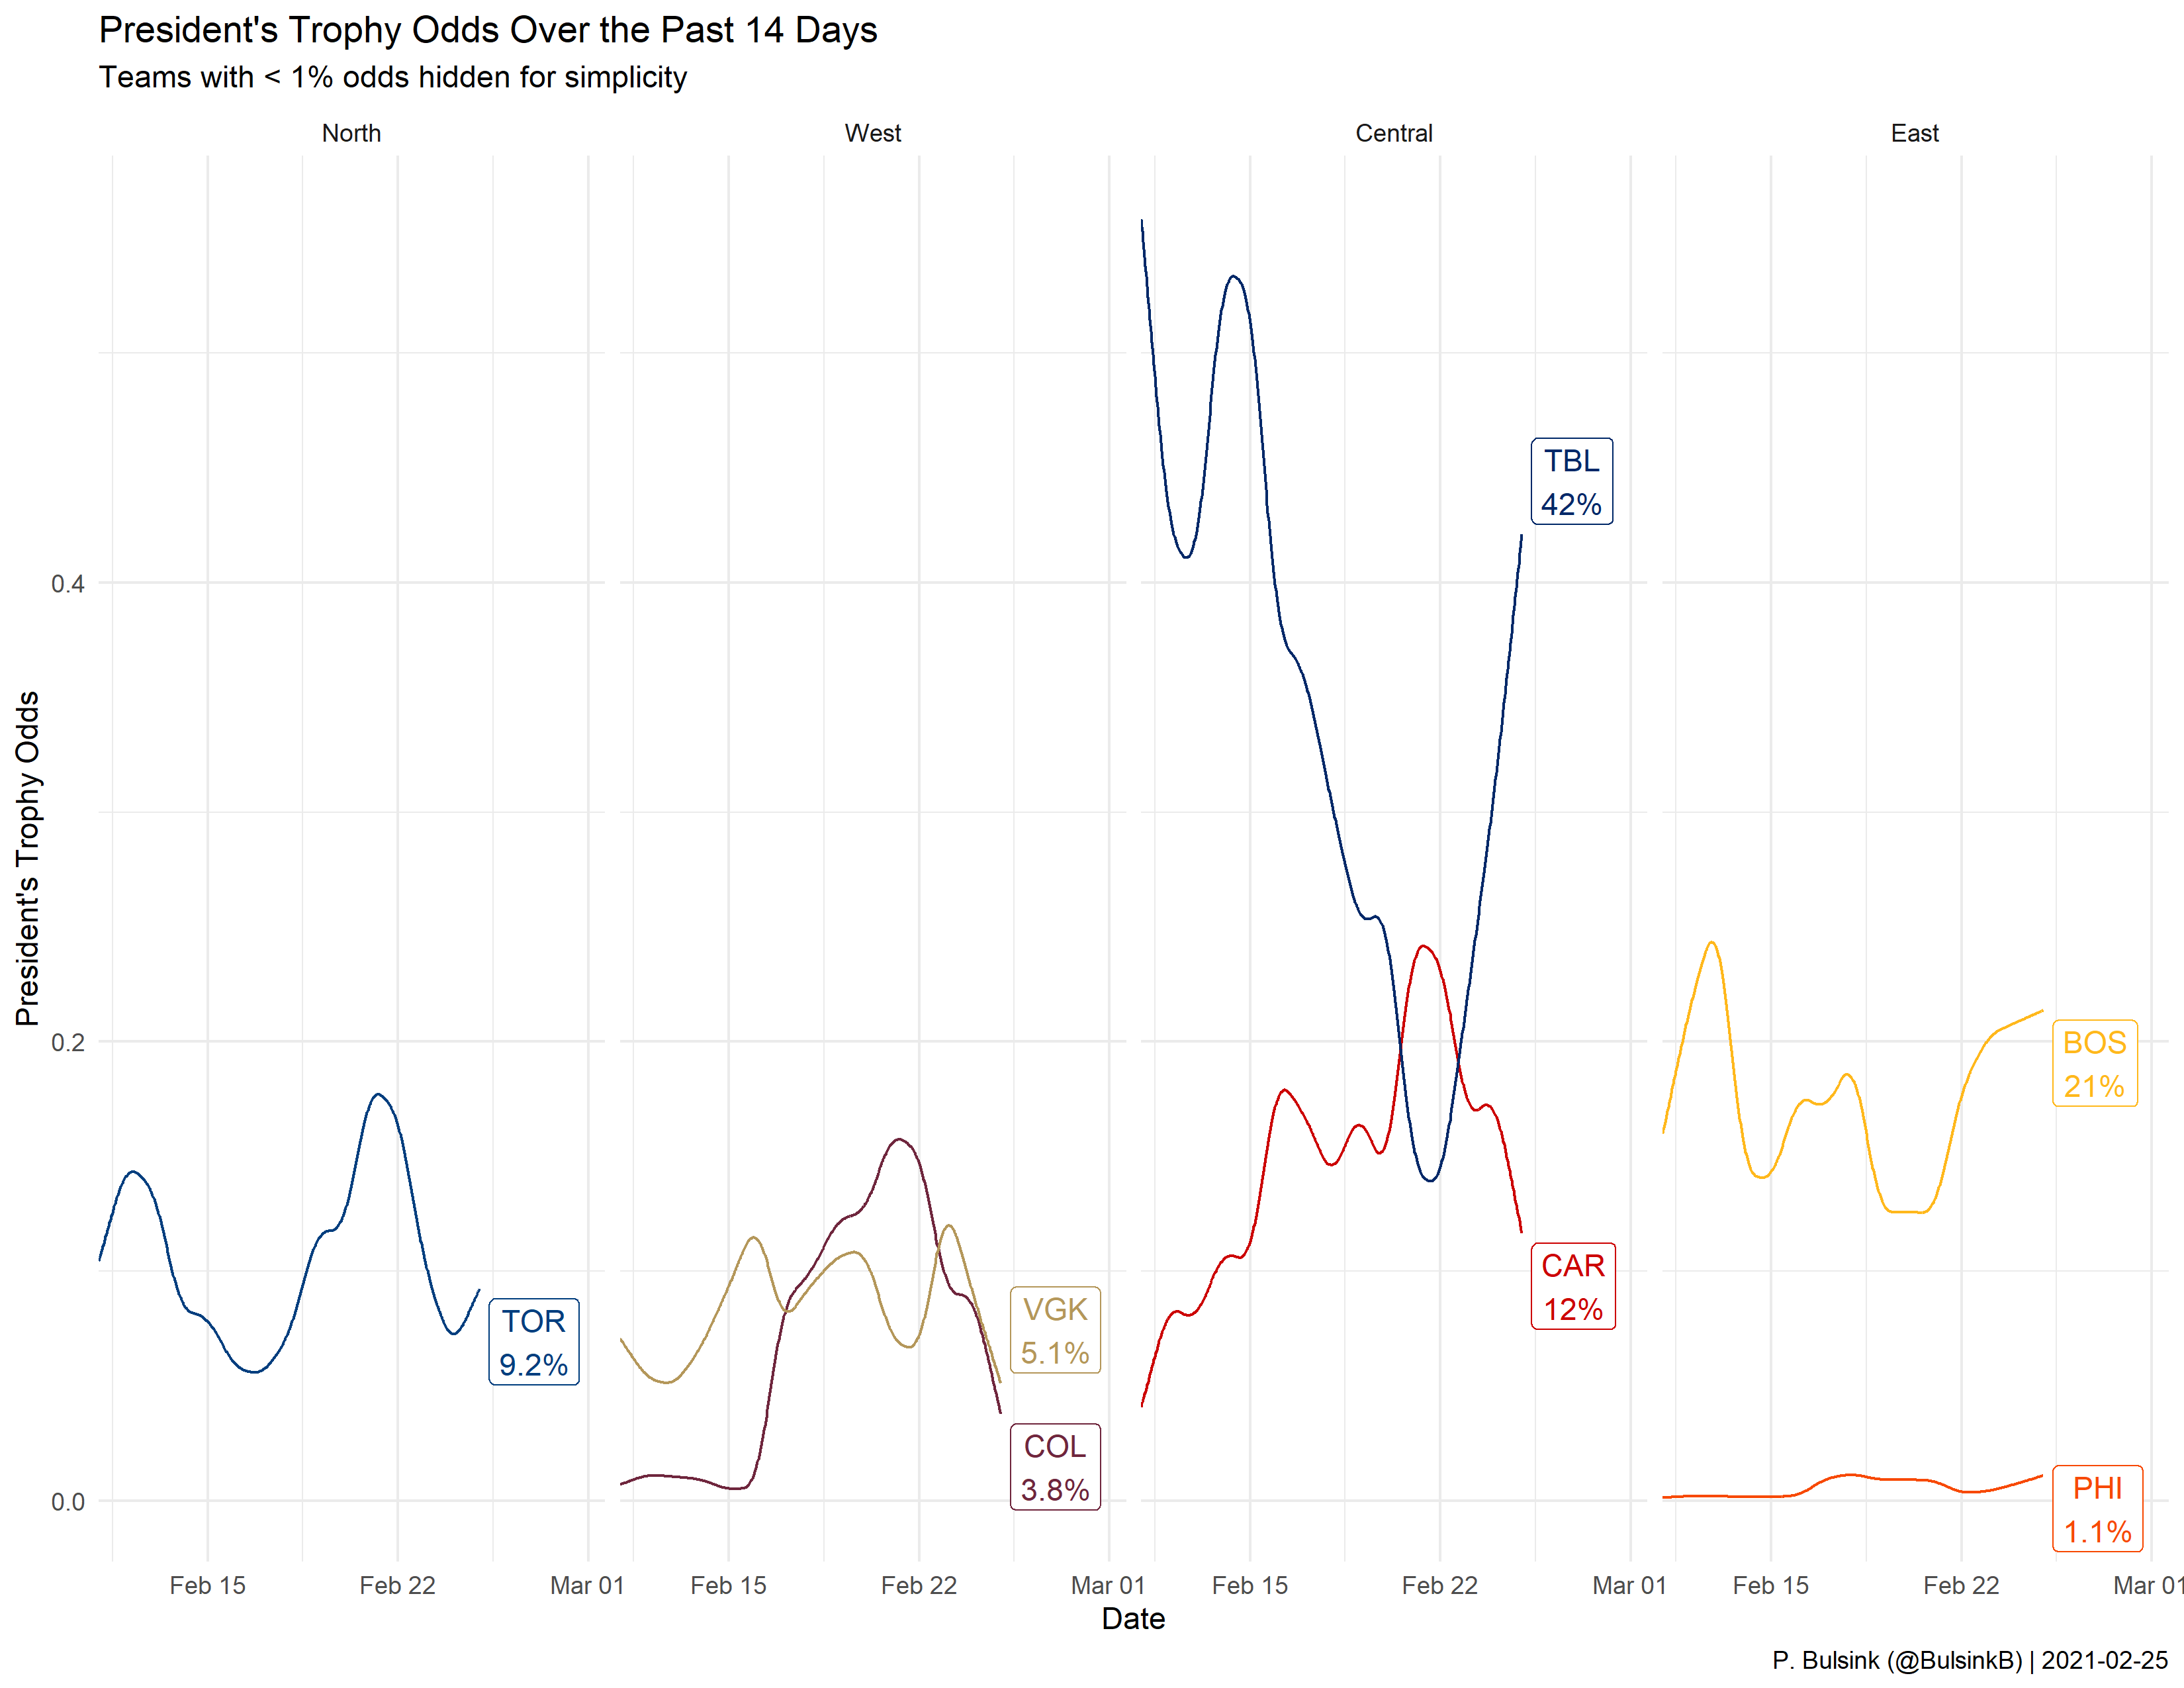 President's Trophy Odds Over the Past 14 Days
Teams with < 1% odds hidden for simplicity
North
West
Central
East
President's Trophy Odds
0.4
0.2
0.0
TOR
9.2%
VGK
5.1%
COL
3.8%
TBL
42%
CAR
12%
BOS
21%
PHI
1.1%
Feb 15
Feb 22
Mar 01
Feb 15
Feb 22
Mar 01
Feb 15
Feb 22
Mar 01
Feb 15
Feb 22
Mar 01
Date
P. Bulsink (@BulsinkB) | 2021-02-25